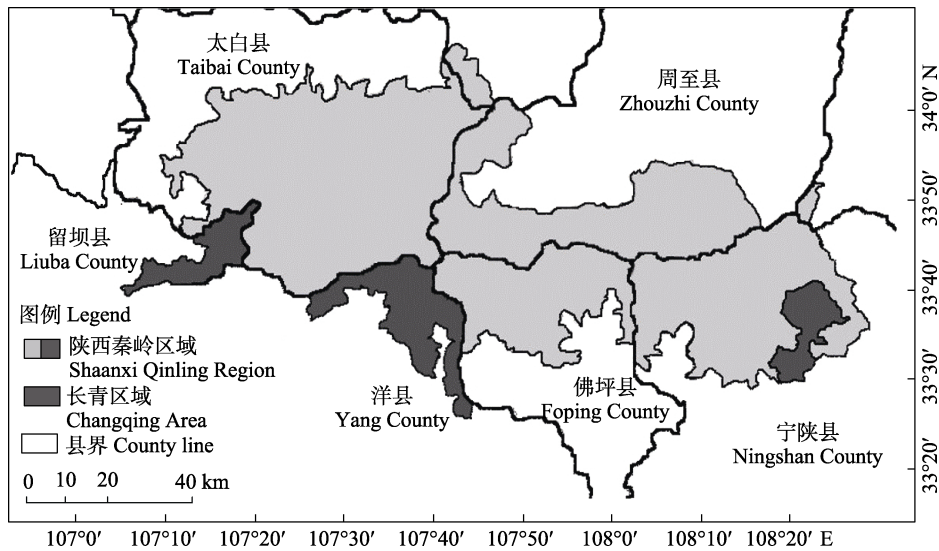 太白县
Taibai County
周至县
Zhouzhi County
留坝县
Liuba County
图例 Legend
陕西秦岭区域
Shaanxi Qinling Region
长青区域
Changqing Area
县界 County line
0 10 20 40 km
洋县
Yang County
佛坪县
Foping County
宁陕县
Ningshan County
34°0′ N
33°50′
33°40′
33°30′
33°20′
107°0′ 107°10′ 107°20′ 107°30′ 107°40′ 107°50′ 108°0′ 108°10′ 108°20′ E